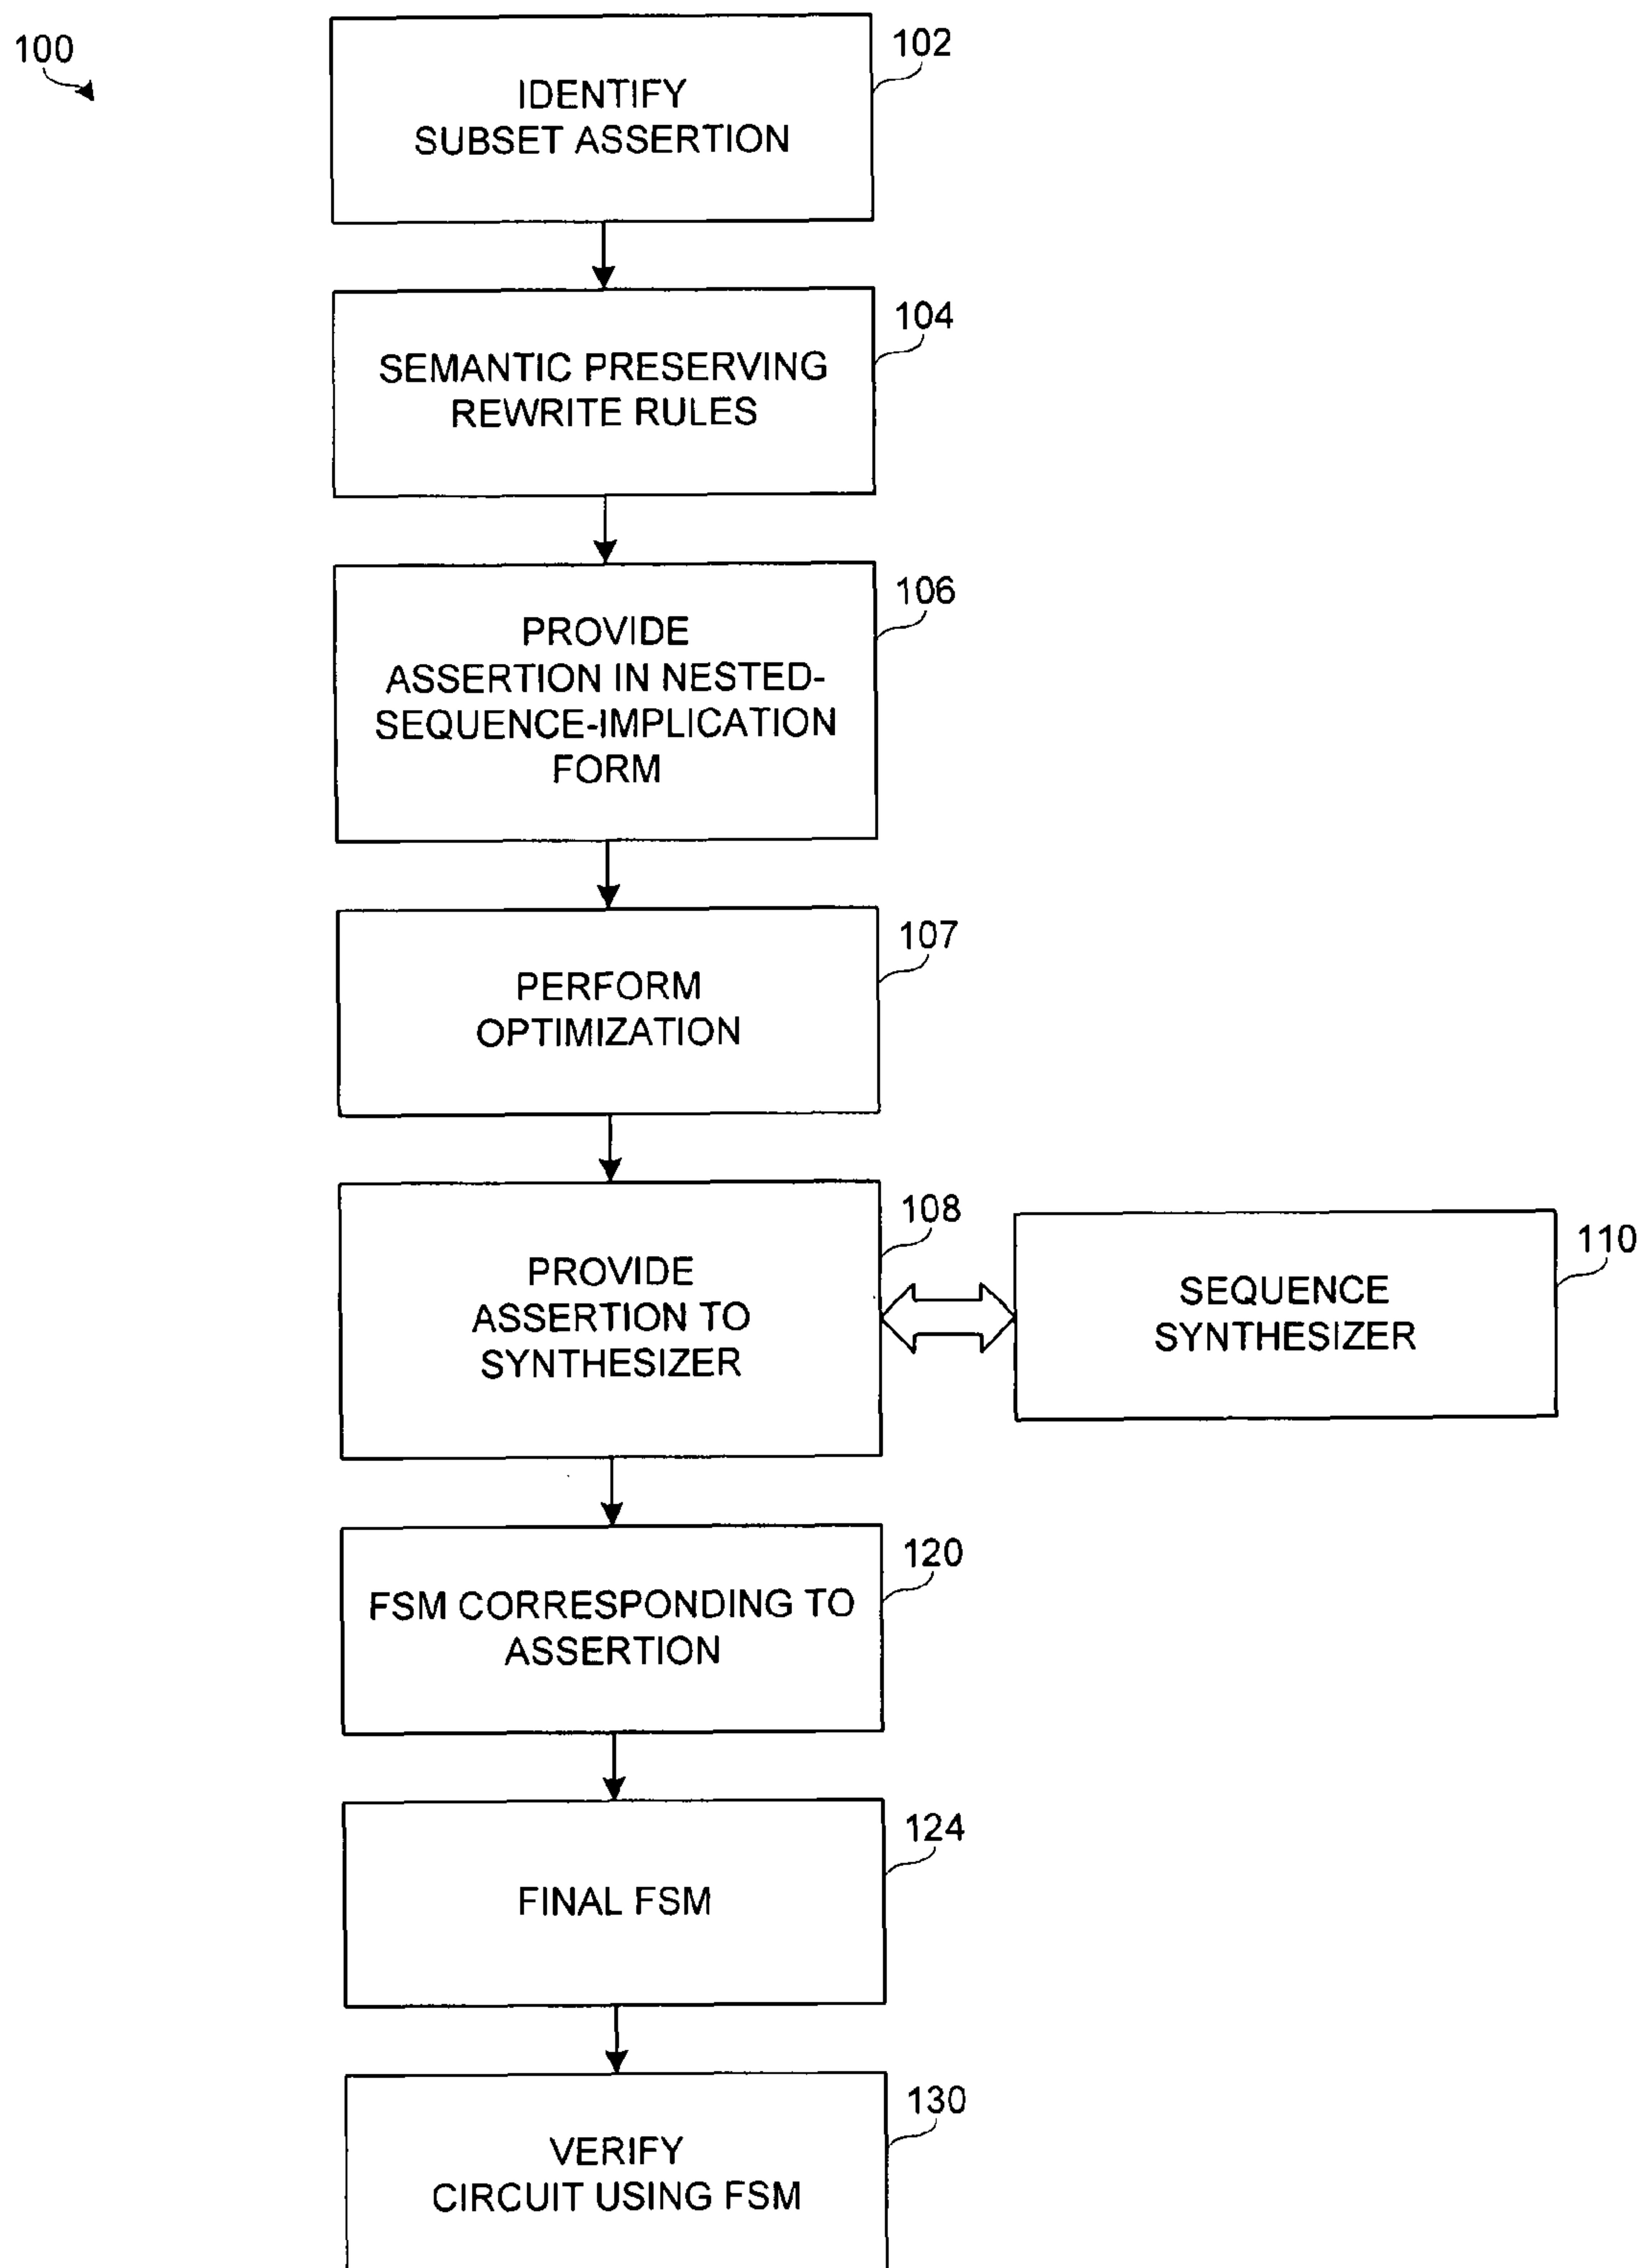 100
102
IDENTIFY
SUBSET ASSERTION
104
SEMANTIC PRESERVING
REWRITE RULES
106
PROVIDE
ASSERTION IN NESTED-
SEQUENCE-IMPLICATION
FORM
107
PERFORM
OPTIMIZATION
108
PROVIDE
ASSERTION TO
SYNTHESIZER
110
SEQUENCE
SYNTHESIZER
120
FSM CORRESPONDING TO
ASSERTION
124
FINAL FSM
130
VERIFY
CIRCUIT USING FSM